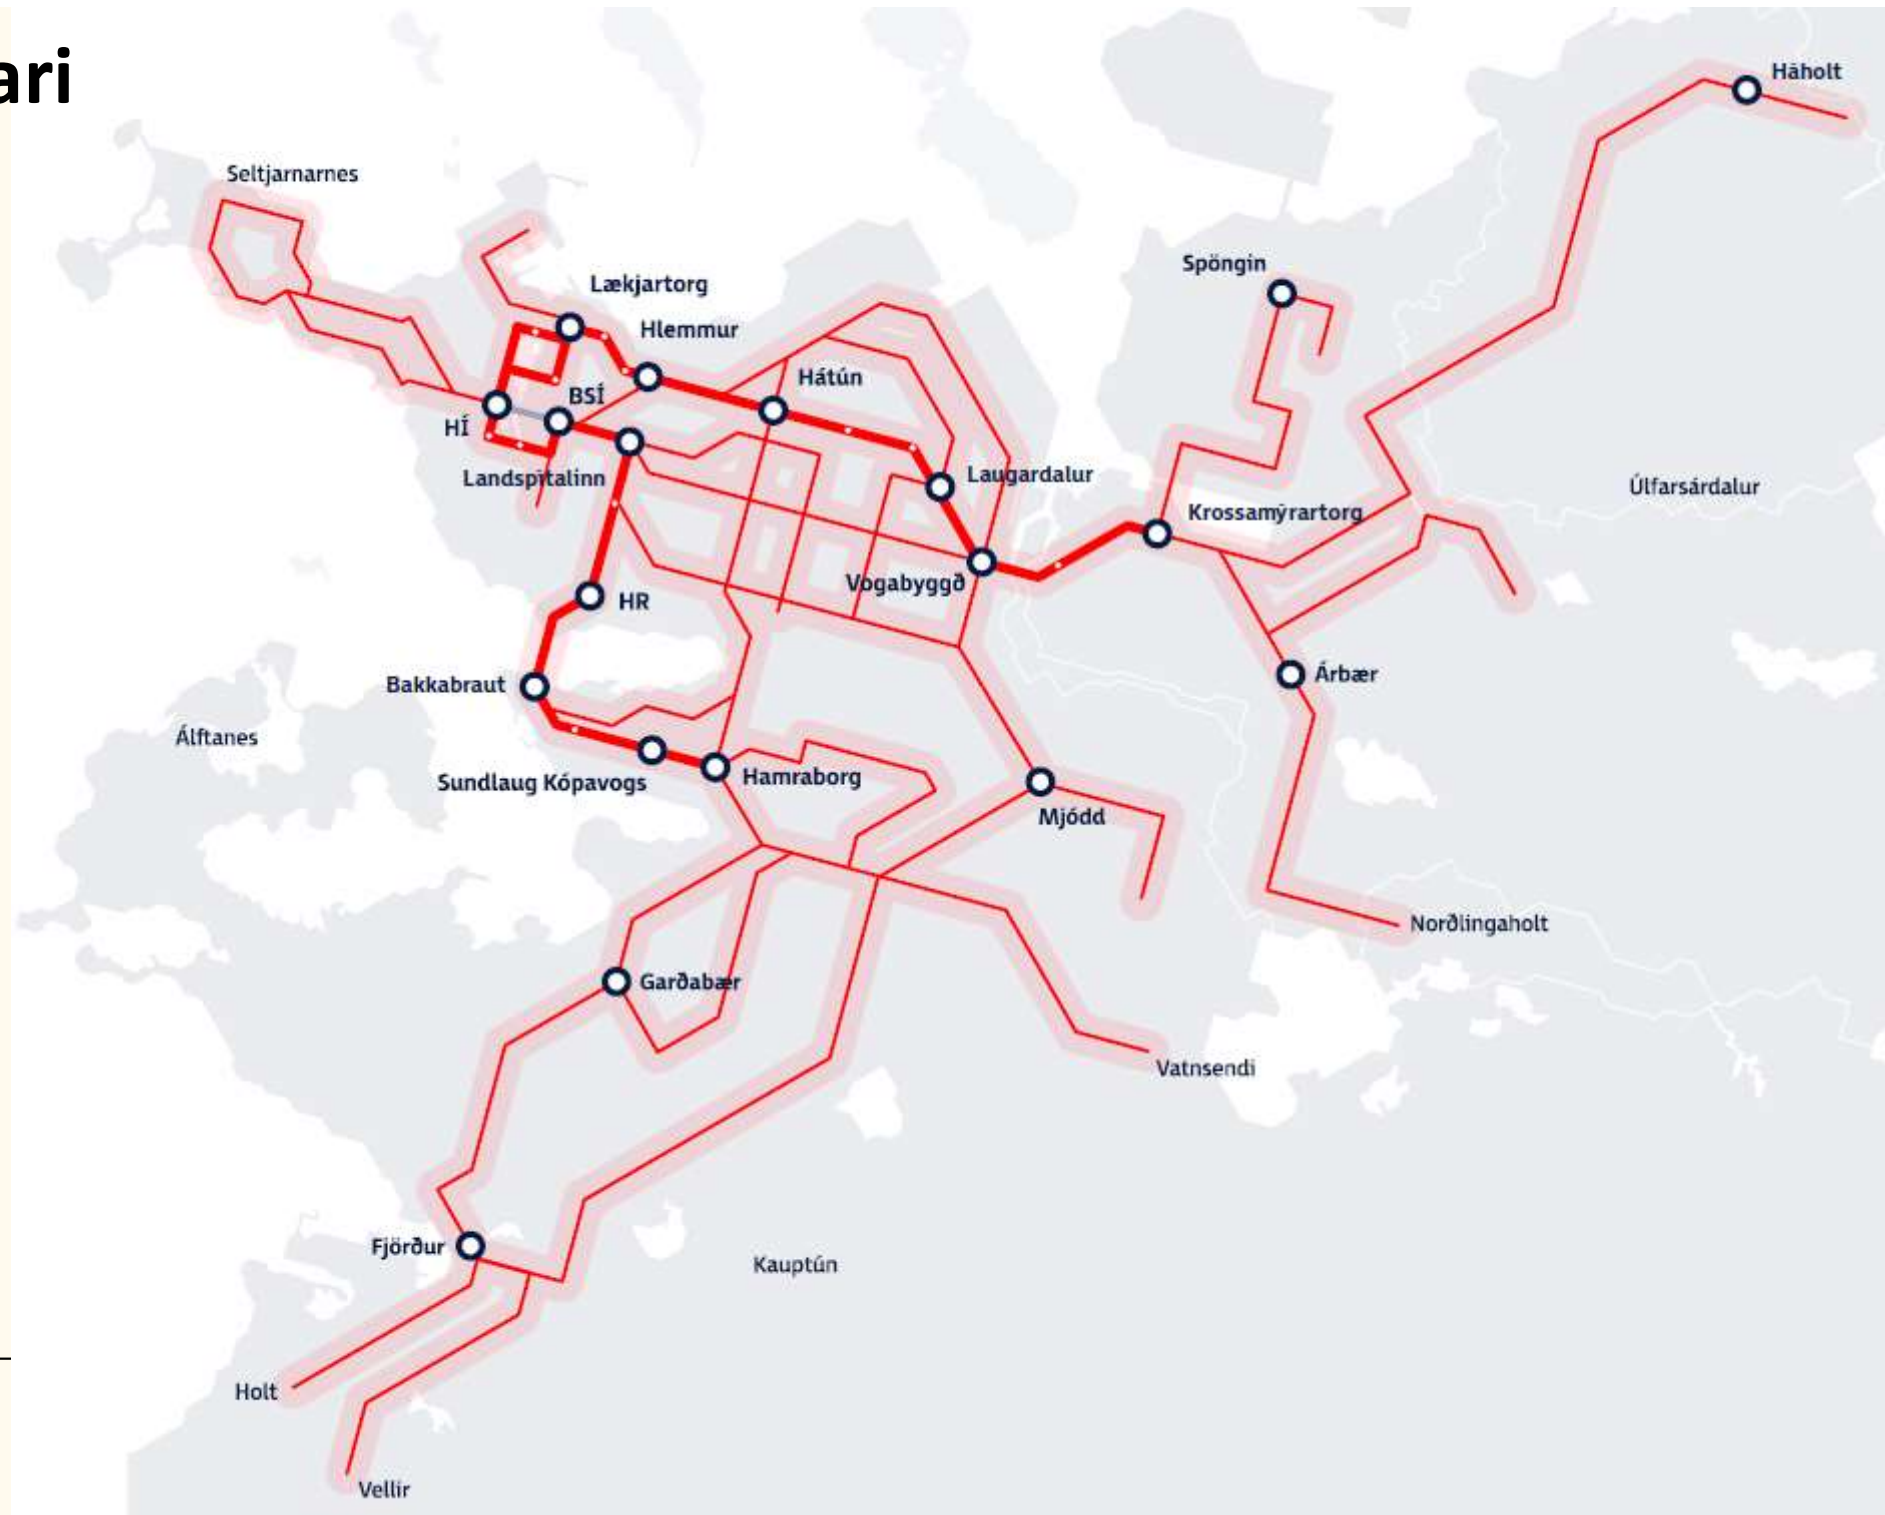 ari
Háholt
Seltjarnarnes
Spöngin
Lækjartorg
Hlemmur
Hátún
BSÍ
HÍ
Landspítalinn
Laugardalur
Úlfarsárdalur
Krossamýrartorg
Vogabyggð
HR
Árbær
Bakkabraut
Álftanes
Sundlaug Kópavogs
Hamraborg
Mjódd
Norðlingaholt
Garðabær
Vatnsendi
Fjörður
Kauptún
Holt
Vellir